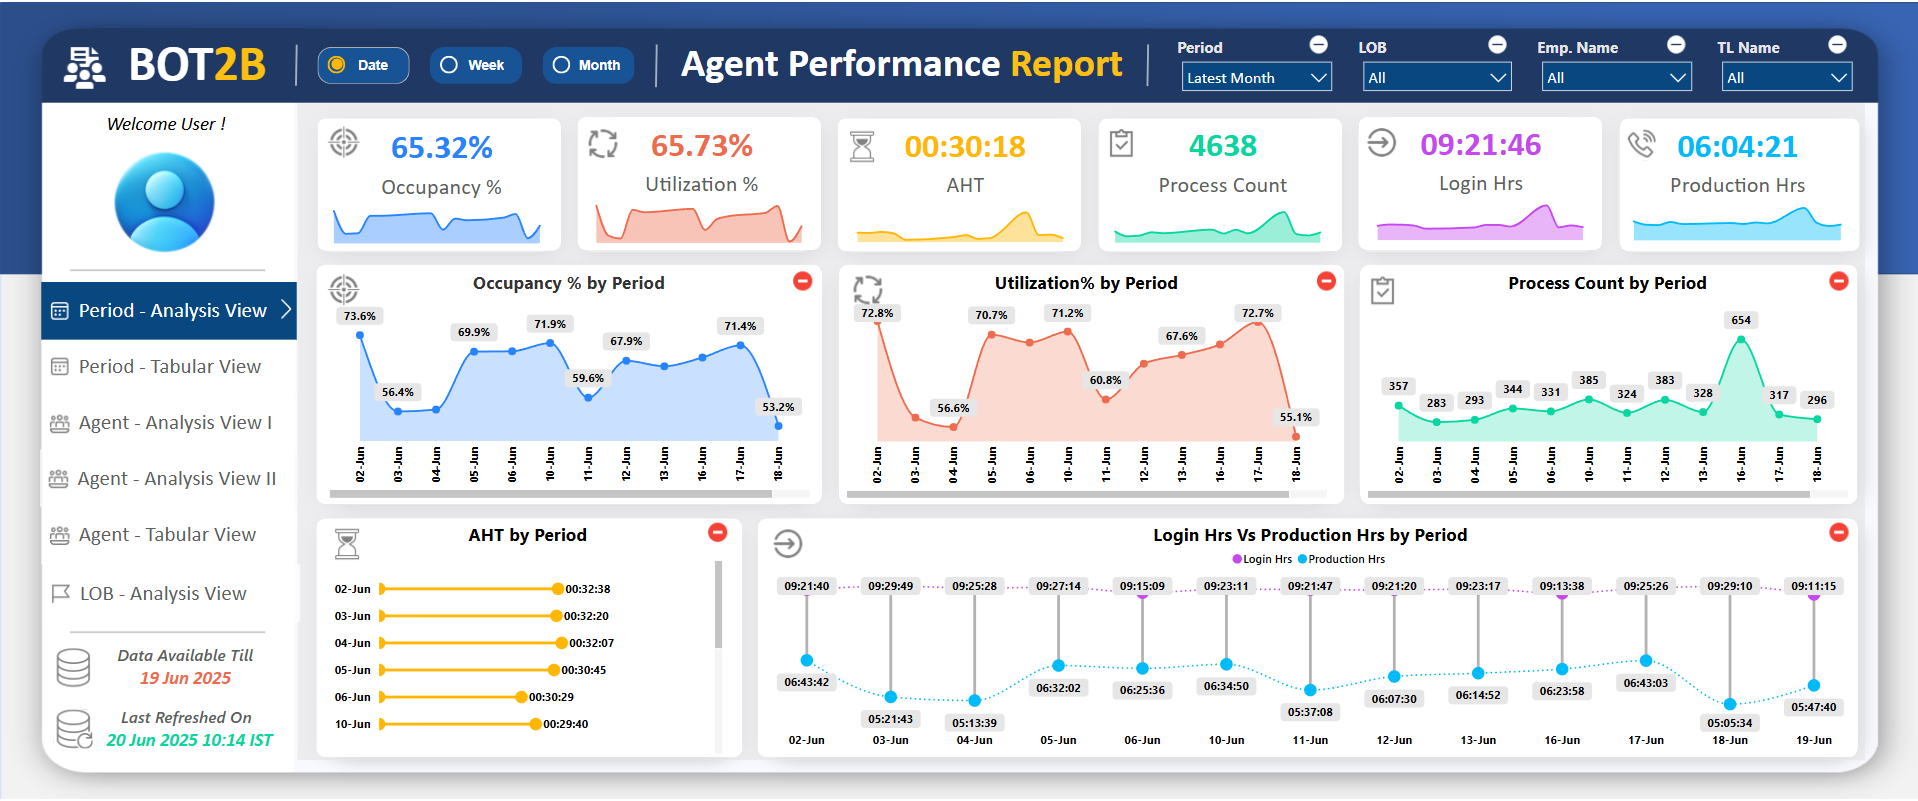 BOT2B
Date
Week
Month
Agent Performance Report
Period
Latest Month
LOB
All
Emp. Name
All
TL Name
All
Welcome User !
Period - Analysis View
Period - Tabular View
Agent - Analysis View I
Agent - Analysis View II
Agent - Tabular View
LOB - Analysis View
Data Available Till
19 Jun 2025
Last Refreshed On
20 Jun 2025 10:14 IST
65.32%
Occupancy %
65.73%
Utilization %
00:30:18
AHT
4638
Process Count
09:21:46
Login Hrs
06:04:21
Production Hrs
Occupancy % by Period
73.6%
56.4%
69.9%
71.9%
59.6%
67.9%
71.4%
53.2%
02-Jun
03-Jun
04-Jun
05-Jun
06-Jun
10-Jun
11-Jun
12-Jun
13-Jun
16-Jun
17-Jun
18-Jun
Utilization% by Period
72.8%
56.6%
70.7%
71.2%
60.8%
67.6%
72.7%
55.1%
02-Jun
03-Jun
04-Jun
05-Jun
06-Jun
10-Jun
11-Jun
12-Jun
13-Jun
16-Jun
17-Jun
18-Jun
Process Count by Period
357
283
293
344
331
385
324
383
328
654
317
296
02-Jun
03-Jun
04-Jun
05-Jun
06-Jun
10-Jun
11-Jun
12-Jun
13-Jun
16-Jun
17-Jun
18-Jun
AHT by Period
02-Jun 00:32:38
03-Jun 00:32:20
04-Jun 00:32:07
05-Jun 00:30:45
06-Jun 00:30:29
10-Jun 00:29:40
Login Hrs Vs Production Hrs by Period
Login Hrs Production Hrs
09:21:40 09:29:49 09:25:28 09:27:14 09:15:09 09:23:11 09:21:47 09:21:20 09:23:17 09:13:38 09:25:26 09:29:10 09:11:15
06:43:42 05:21:43 05:13:39 06:32:02 06:25:36 06:34:50 05:37:08 06:07:30 06:14:52 06:23:58 06:43:03 05:05:34 05:47:40
02-Jun 03-Jun 04-Jun 05-Jun 06-Jun 10-Jun 11-Jun 12-Jun 13-Jun 16-Jun 17-Jun 18-Jun 19-Jun